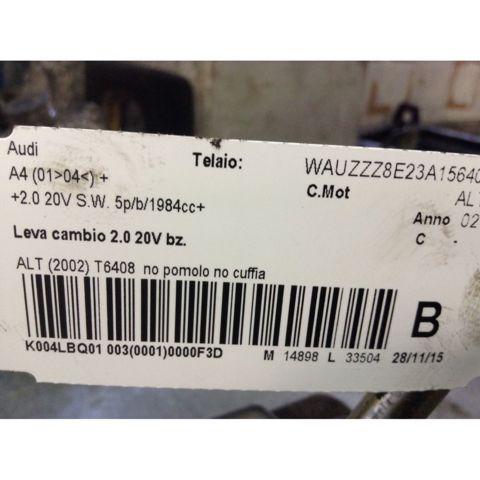 Audi
Telaio: WAUZZZ8E23A15640
A4 (01>04<) + C.Mot ALT
+2.0 20V S.W. 5p/b/1984cc+ Anno 02
Leva cambio 2.0 20V bz. C -
ALT (2002) T6408 no pomolo no cuffia
B
K004LBQ01 003(0001)0000F3D M 14898 L 33504 28/11/15